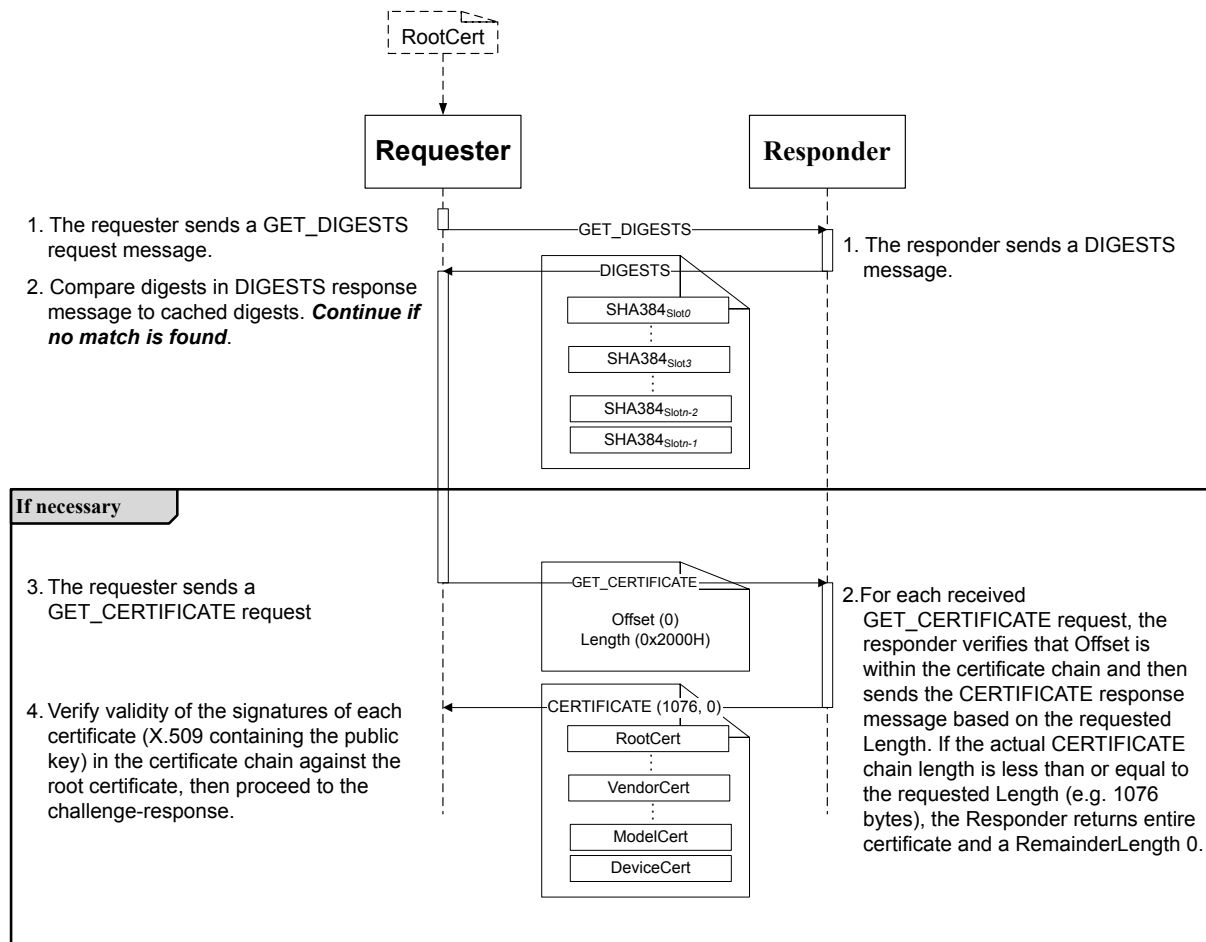 RootCert
Requester
Responder
1. The requester sends a GET_DIGESTS
request message.
GET_DIGESTS
1. The responder sends a DIGESTS
message.
2. Compare digests in DIGESTS response
message to cached digests. Continue if
no match is found.
DIGESTS
SHA384Slot0
SHA384Slot3
SHA384Slotn-2
SHA384Slotn-1
If necessary
3. The requester sends a
GET_CERTIFICATE request
GET_CERTIFICATE
Offset (0)
Length (0x2000H)
2.For each received
GET_CERTIFICATE request, the
responder verifies that Offset is
within the certificate chain and then
sends the CERTIFICATE response
message based on the requested
Length. If the actual CERTIFICATE
chain length is less than or equal to
the requested Length (e.g. 1076
bytes), the Responder returns entire
certificate and a RemainderLength 0.
4. Verify validity of the signatures of each
certificate (X.509 containing the public
key) in the certificate chain against the
root certificate, then proceed to the
challenge-response.
CERTIFICATE (1076, 0)
RootCert
VendorCert
ModelCert
DeviceCert